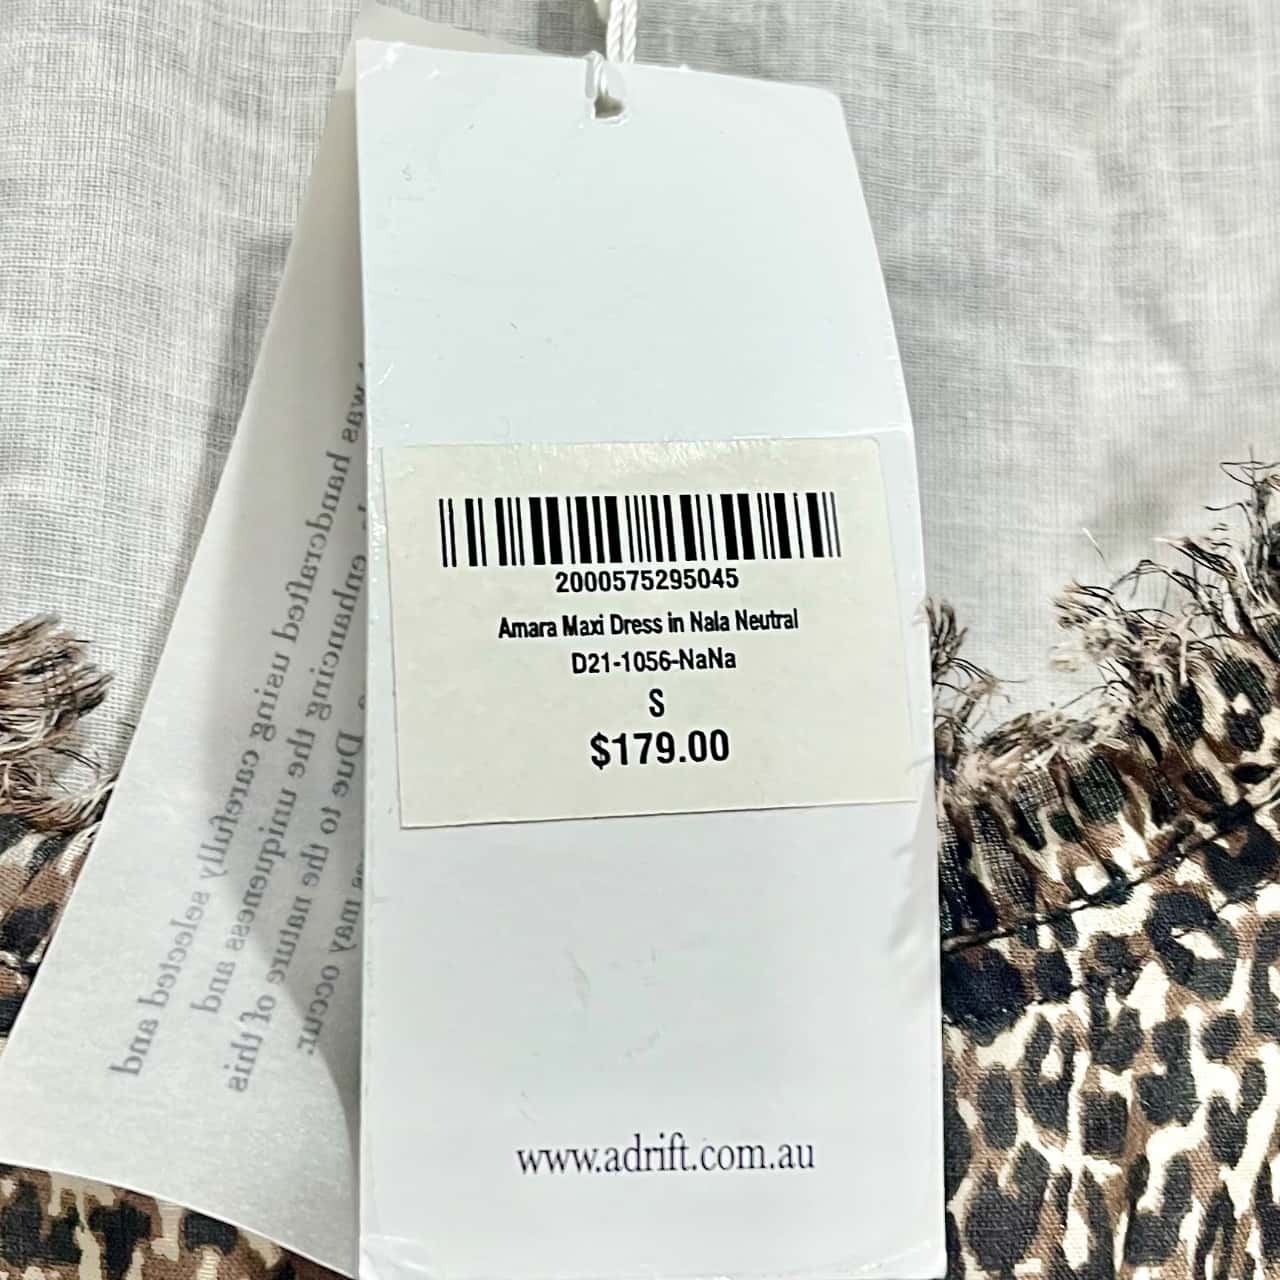 2000575295045
Amara Maxi Dress in Nala Neutral
D21-1056-NaNa
S
$179.00
www.adrift.com.au
was handcrafted using carefully selected and
enhancing the uniqueness and
Due to the nature of this
may occur.